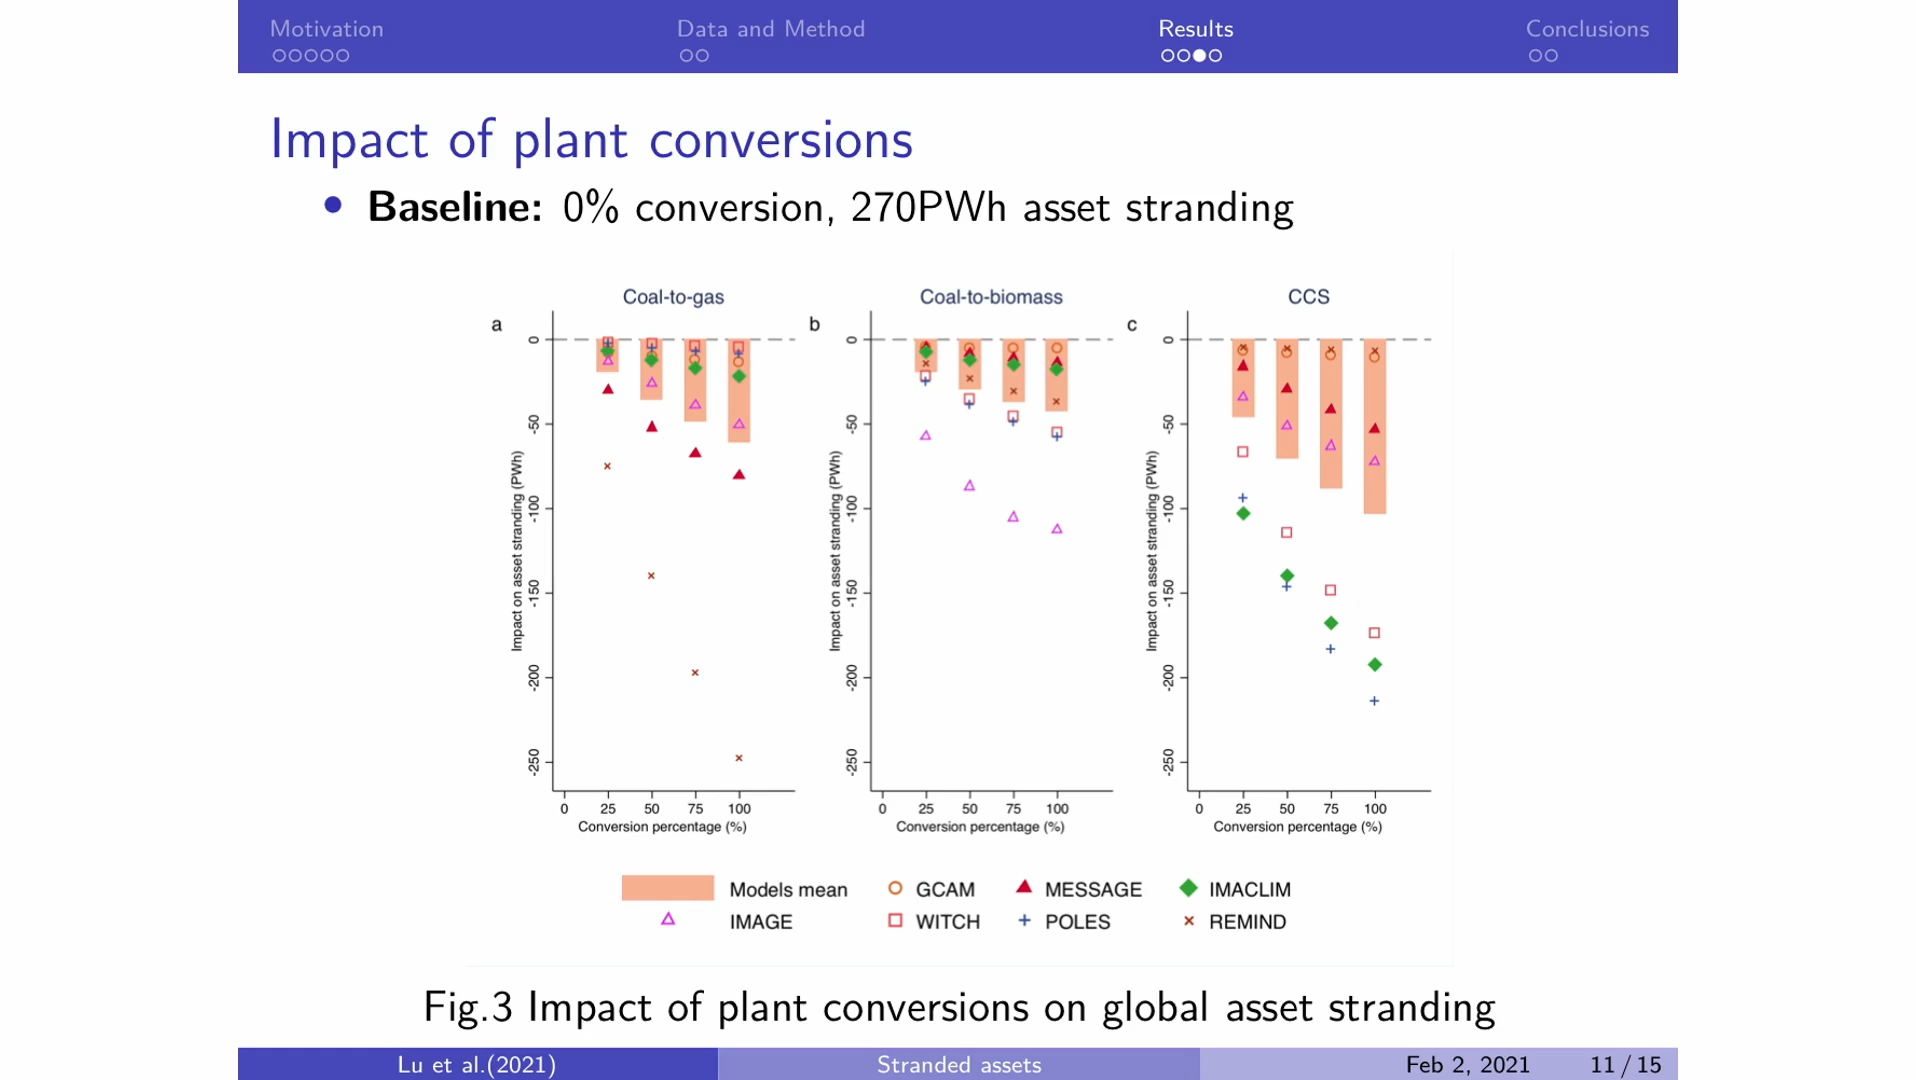 Motivation
Data and Method
Results
Conclusions
Impact of plant conversions
• Baseline: 0% conversion, 270PWh asset stranding
Coal-to-gas
Coal-to-biomass
CCS
a
0
-50
-100
-150
-200
-250
Impact on asset stranding (PWh)
0 25 50 75 100
Conversion percentage (%)
b
0
-50
-100
-150
-200
-250
Impact on asset stranding (PWh)
0 25 50 75 100
Conversion percentage (%)
c
0
-50
-100
-150
-200
-250
Impact on asset stranding (PWh)
0 25 50 75 100
Conversion percentage (%)
Models mean GCAM MESSAGE IMACLIM
IMAGE WITCH POLES REMIND
Fig.3 Impact of plant conversions on global asset stranding
Lu et al.(2021)
Stranded assets
Feb 2, 2021
11 / 15